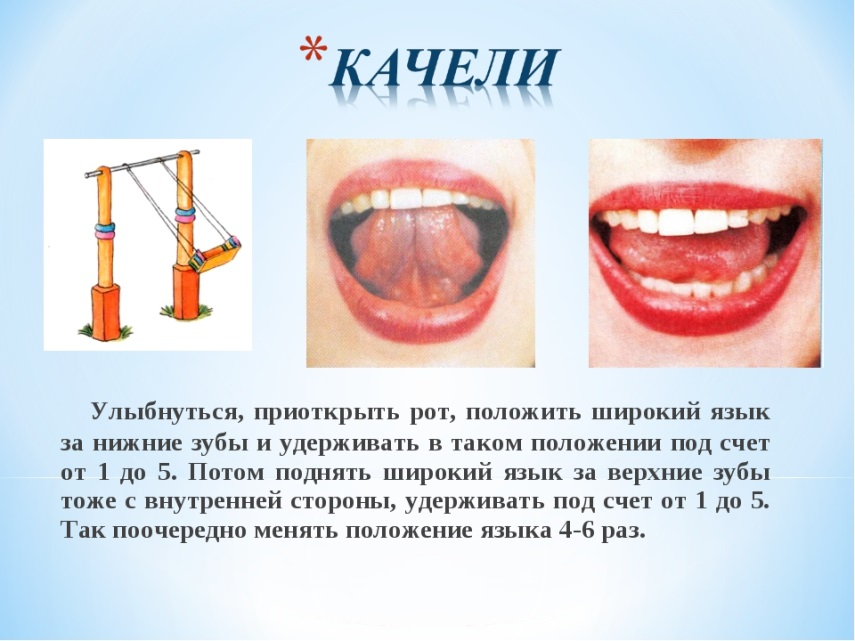 *КАЧЕЛИ
Улыбнуться, приоткрыть рот, положить широкий язык
за нижние зубы и удерживать в таком положении под счет
от 1 до 5. Потом поднять широкий язык за верхние зубы
тоже с внутренней стороны, удерживать под счет от 1 до 5.
Так поочередно менять положение языка 4-6 раз.